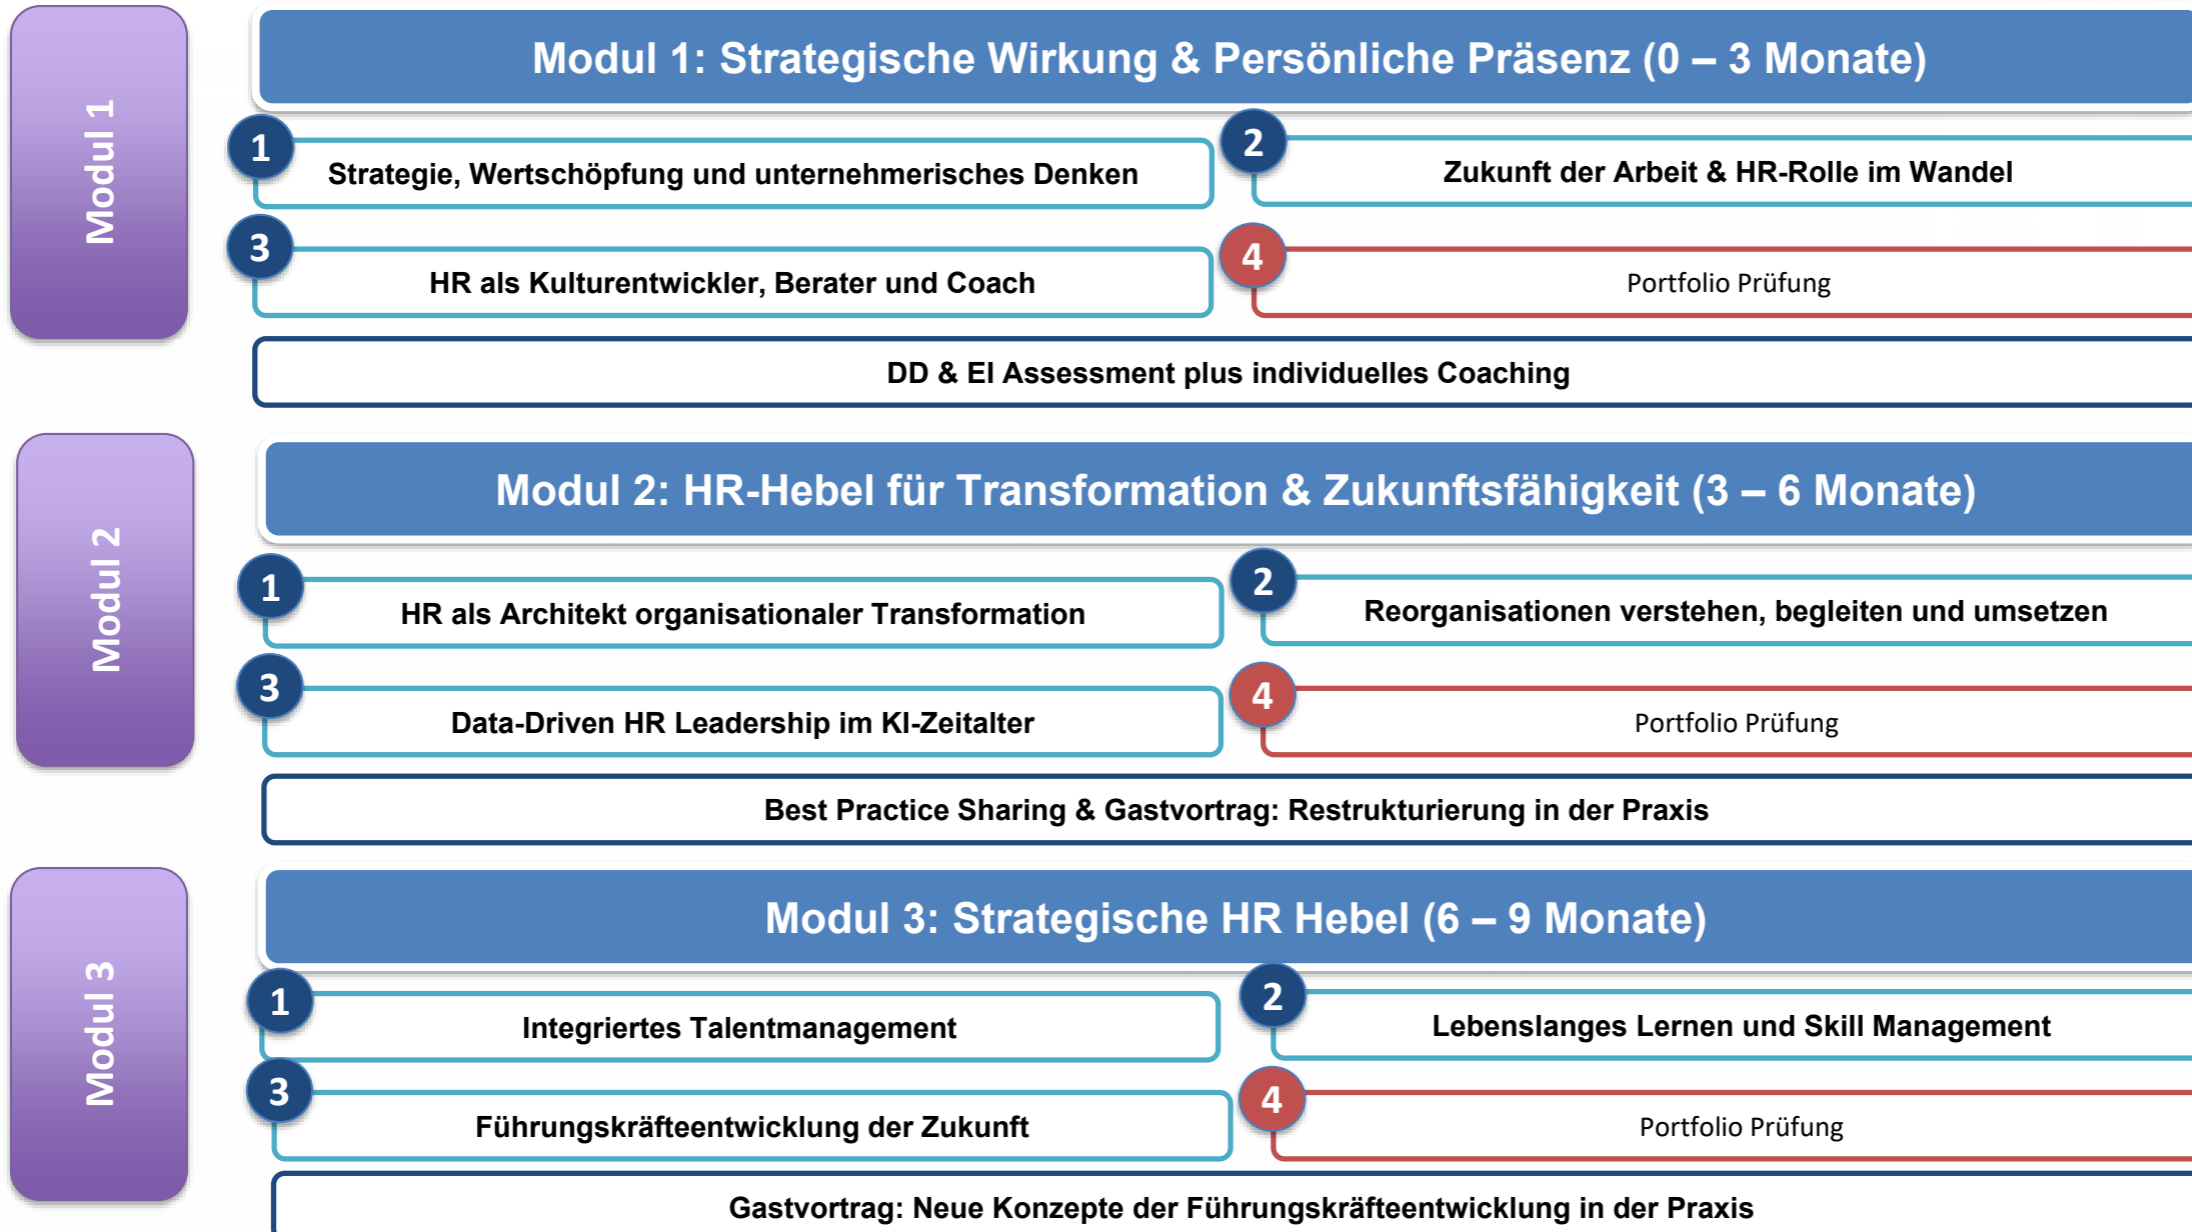 Modul 1
Modul 1: Strategische Wirkung & Persönliche Präsenz (0 – 3 Monate)
1
Strategie, Wertschöpfung und unternehmerisches Denken
2
Zukunft der Arbeit & HR-Rolle im Wandel
3
HR als Kulturentwickler, Berater und Coach
4
Portfolio Prüfung
DD & EI Assessment plus individuelles Coaching
Modul 2
Modul 2: HR-Hebel für Transformation & Zukunftsfähigkeit (3 – 6 Monate)
1
HR als Architekt organisationaler Transformation
2
Reorganisationen verstehen, begleiten und umsetzen
3
Data-Driven HR Leadership im KI-Zeitalter
4
Portfolio Prüfung
Best Practice Sharing & Gastvortrag: Restrukturierung in der Praxis
Modul 3
Modul 3: Strategische HR Hebel (6 – 9 Monate)
1
Integriertes Talentmanagement
2
Lebenslanges Lernen und Skill Management
3
Führungskräfteentwicklung der Zukunft
4
Portfolio Prüfung
Gastvortrag: Neue Konzepte der Führungskräfteentwicklung in der Praxis